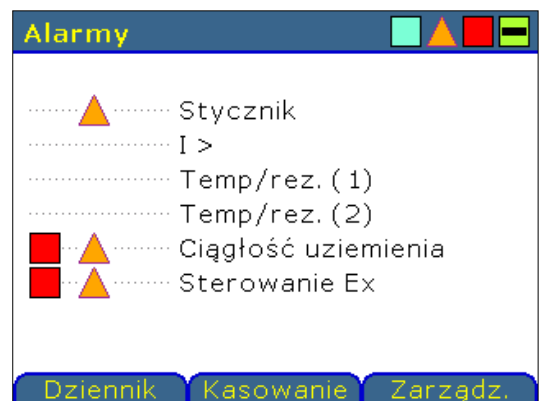 Alarmy
Stycznik
I >
Temp/rez. (1)
Temp/rez. (2)
Ciągłość uziemienia
Sterowanie Ex
Dziennik Kasowanie Zarządz.